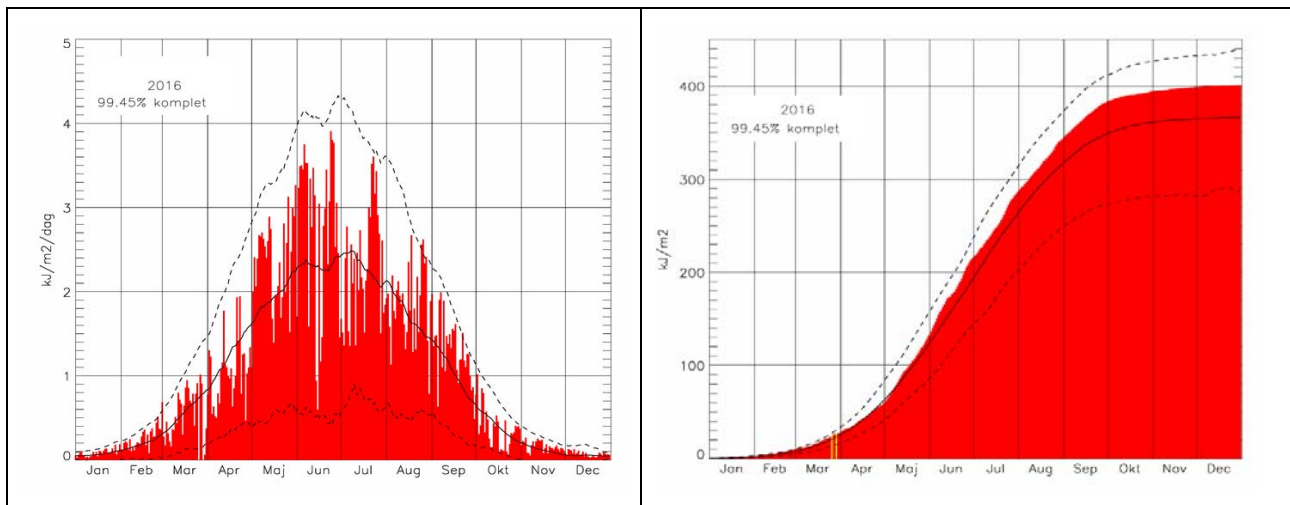 5
4
3
2
1
0
kJ/m2/dag
2016
99.45% komplet
Jan Feb Mar Apr Maj Jun Jul Aug Sep Okt Nov Dec
400
300
200
100
0
kJ/m2
2016
99.45% komplet
Jan Feb Mar Apr Maj Jun Jul Aug Sep Okt Nov Dec